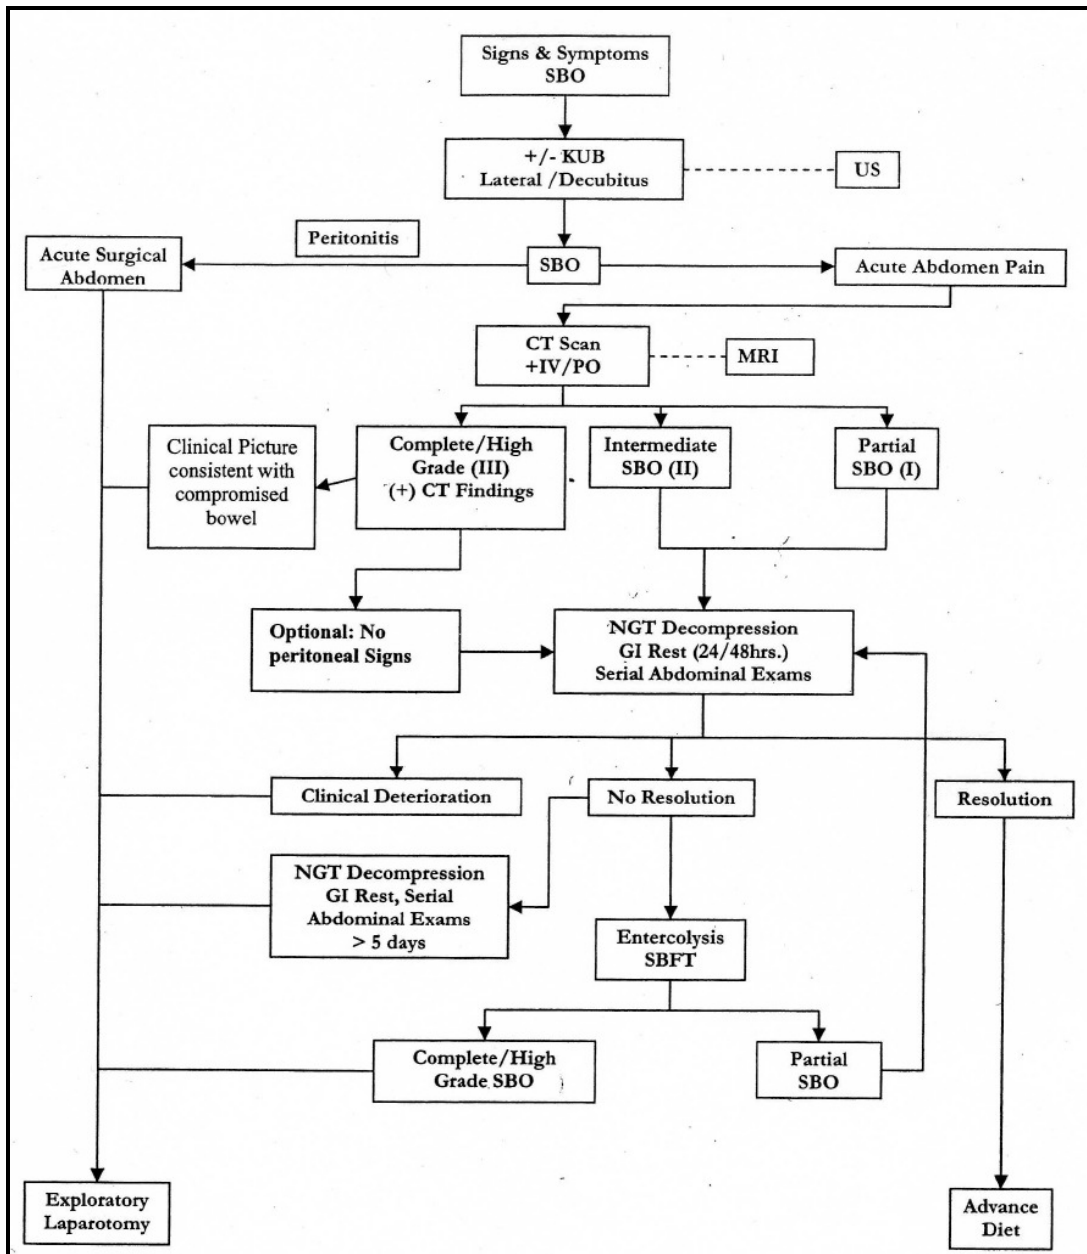 Signs & Symptoms
SBO
+/- KUB
Lateral /Decubitus
US
Peritonitis
Acute Surgical
Abdomen
SBO
Acute Abdomen Pain
CT Scan
+IV/PO
MRI
Clinical Picture
consistent with
compromised
bowel
Complete/High
Grade (III)
(+) CT Findings
Intermediate
SBO (II)
Partial
SBO (I)
Optional: No
peritoneal Signs
NGT Decompression
GI Rest (24/48hrs.)
Serial Abdominal Exams
Clinical Deterioration
No Resolution
Resolution
NGT Decompression
GI Rest, Serial
Abdominal Exams
> 5 days
Entercolysis
SBFT
Complete/High
Grade SBO
Partial
SBO
Exploratory
Laparotomy
Advance
Diet